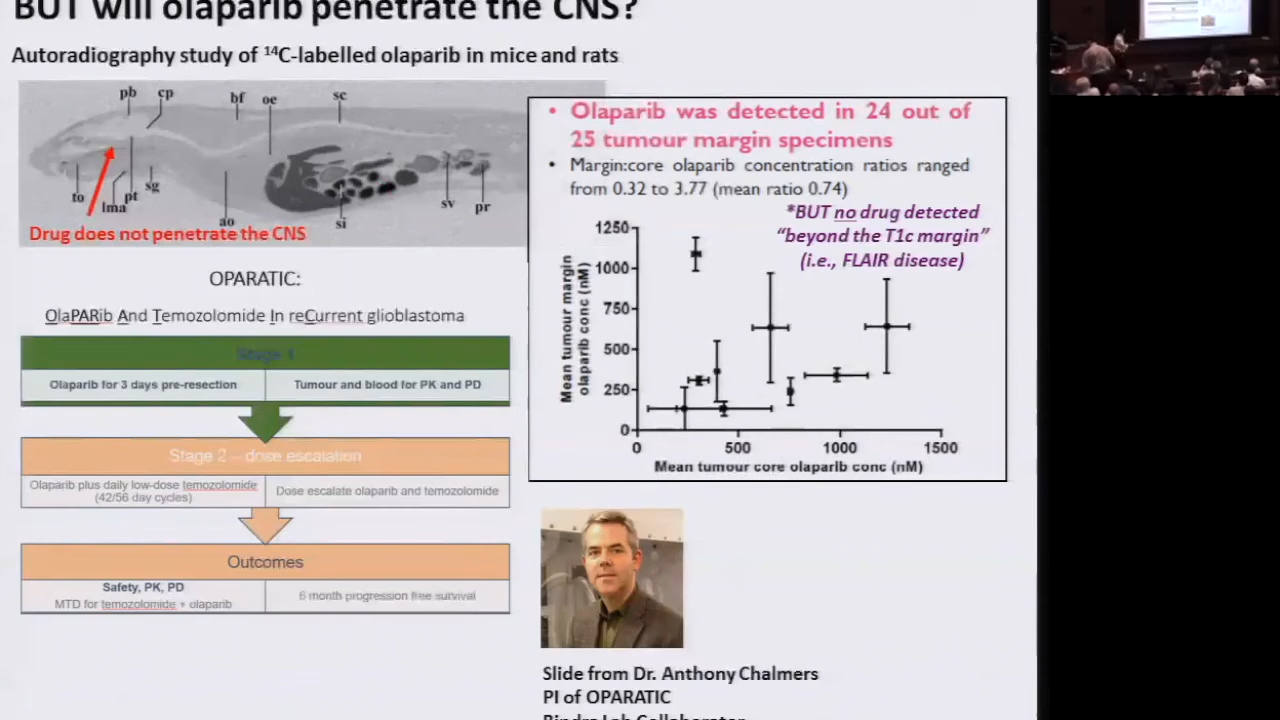 BUT will olaparib penetrate the CNS?
Autoradiography study of ¹⁴C-labelled olaparib in mice and rats
pb cp bf oe sc
to lma pt sg ao si sv pr
Drug does not penetrate the CNS
OPARATIC:
OlaPARib And Temozolomide In reCurrent glioblastoma
Stage 1
Olaparib for 3 days pre-resection
Tumour and blood for PK and PD
Stage 2 – dose escalation
Olaparib plus daily low-dose temozolomide
(42/56 day cycles)
Dose escalate olaparib and temozolomide
Outcomes
Safety, PK, PD
MTD for temozolomide + olaparib
6 month progression free survival
• Olaparib was detected in 24 out of
25 tumour margin specimens
• Margin:core olaparib concentration ratios ranged
from 0.32 to 3.77 (mean ratio 0.74)
*BUT no drug detected
“beyond the T1c margin”
(i.e., FLAIR disease)
Mean tumour margin
olaparib conc (nM)
1250
1000
750
500
250
0
0 500 1000 1500
Mean tumour core olaparib conc (nM)
Slide from Dr. Anthony Chalmers
PI of OPARATIC
Bindra Lab Collaborator